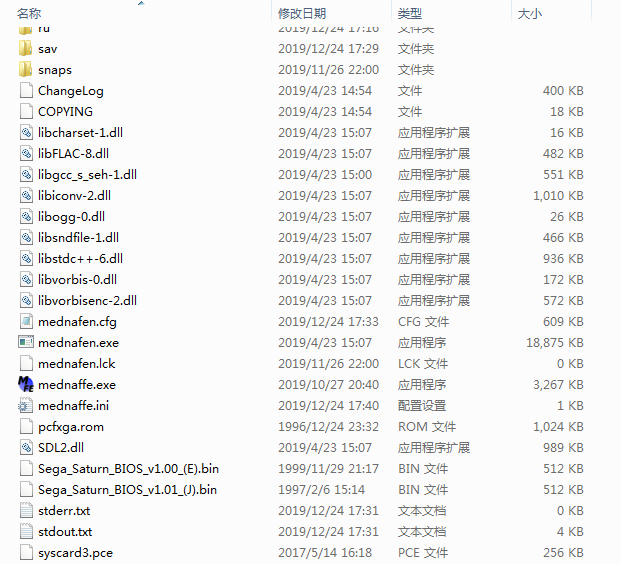 名称 修改日期 类型 大小
ru 2019/12/24 17:16 文件夹
sav 2019/12/24 17:29 文件夹
snaps 2019/11/26 22:00 文件夹
ChangeLog 2019/4/23 14:54 文件 400 KB
COPYING 2019/4/23 14:54 文件 18 KB
libcharset-1.dll 2019/4/23 15:07 应用程序扩展 16 KB
libFLAC-8.dll 2019/4/23 15:07 应用程序扩展 482 KB
libgcc_s_seh-1.dll 2019/4/23 15:00 应用程序扩展 551 KB
libiconv-2.dll 2019/4/23 15:07 应用程序扩展 1,010 KB
libogg-0.dll 2019/4/23 15:07 应用程序扩展 26 KB
libsndfile-1.dll 2019/4/23 15:07 应用程序扩展 466 KB
libstdc++-6.dll 2019/4/23 15:07 应用程序扩展 936 KB
libvorbis-0.dll 2019/4/23 15:07 应用程序扩展 172 KB
libvorbisenc-2.dll 2019/4/23 15:07 应用程序扩展 572 KB
mednafen.cfg 2019/12/24 17:33 CFG 文件 609 KB
mednafen.exe 2019/4/23 15:07 应用程序 18,875 KB
mednafen.lck 2019/11/26 22:00 LCK 文件 0 KB
mednaffe.exe 2019/10/27 20:40 应用程序 3,267 KB
mednaffe.ini 2019/12/24 17:40 配置设置 1 KB
pcfxga.rom 1996/12/24 23:32 ROM 文件 1,024 KB
SDL2.dll 2019/4/23 15:07 应用程序扩展 989 KB
Sega_Saturn_BIOS_v1.00_(E).bin 1999/11/29 21:17 BIN 文件 512 KB
Sega_Saturn_BIOS_v1.01_(J).bin 1997/2/6 15:14 BIN 文件 512 KB
stderr.txt 2019/12/24 17:31 文本文档 0 KB
stdout.txt 2019/12/24 17:31 文本文档 4 KB
syscard3.pce 2017/5/14 16:18 PCE 文件 256 KB